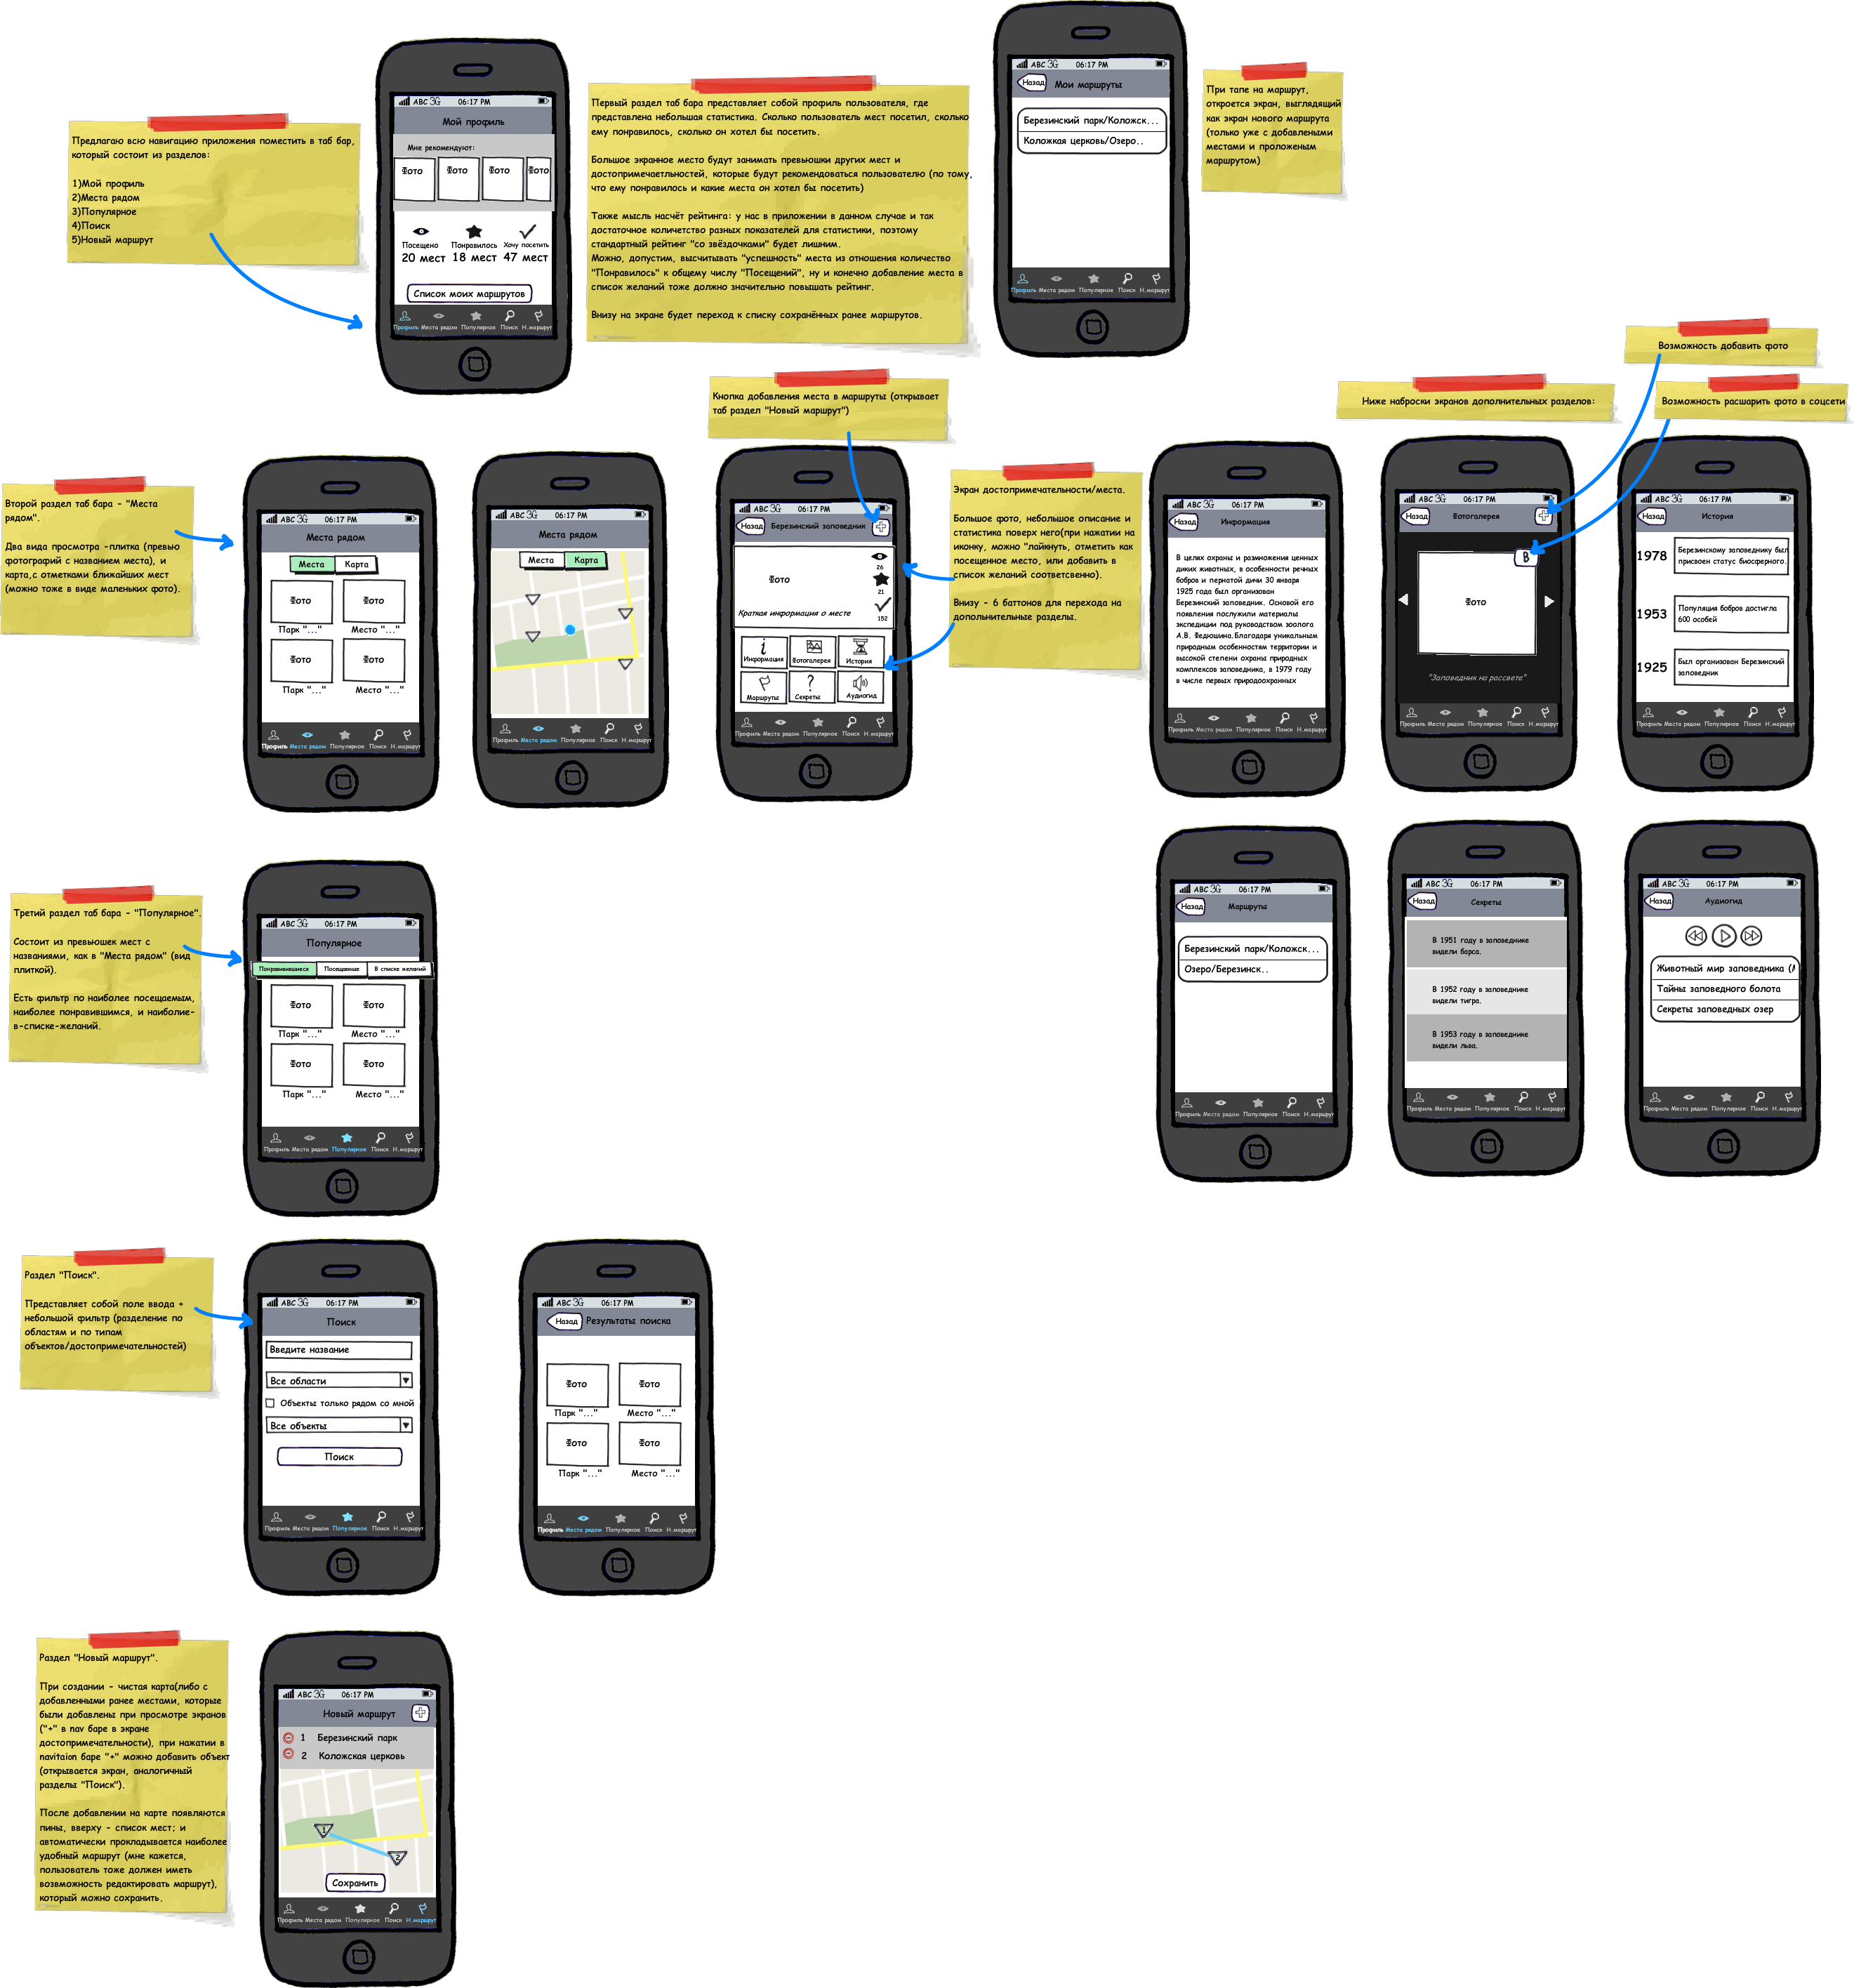 Предлагаю всю навигацию приложения поместить в таб бар,
который состоит из разделов:
1)Мой профиль
2)Места рядом
3)Популярное
4)Поиск
5)Новый маршрут
ABC 3G 06:17 PM
Мой профиль
Мне рекомендуют:
Фото Фото Фото Фото
Посещено Понравилось Хочу посетить
20 мест 18 мест 47 мест
Список моих маршрутов
Профиль Места рядом Популярное Поиск Н.маршрут
Первый раздел таб бара представляет собой профиль пользователя, где
представлена небольшая статистика. Сколько пользователь мест посетил, сколько
ему понравилось, сколько он хотел бы посетить.
Большое экранное место будут занимать превьюшки других мест и
достопримечаетльностей, которые будут рекомендоваться пользователю (по тому,
что ему понравилось и какие места он хотел бы посетить)
Также мысль насчёт рейтинга: у нас в приложении в данном случае и так
достаточное количетство разных показателей для статистики, поэтому
стандартный рейтинг "со звёздочками" будет лишним.
Можно, допустим, высчитывать "успешность" места из отношения количество
"Понравилось" к общему числу "Посещений", ну и конечно добавление места в
список желаний тоже должно значительно повышать рейтинг.
Внизу на экране будет переход к списку сохранённых ранее маршрутов.
ABC 3G 06:17 PM
Назад Мои маршруты
Березинский парк/Коложск...
Коложкая церковь/Озеро..
Профиль Места рядом Популярное Поиск Н.маршрут
При тапе на маршрут,
откроется экран, выглядящий
как экран нового маршрута
(только уже с добавлеными
местами и проложеным
маршрутом)
Возможность добавить фото
Кнопка добавления места в маршруты (открывает
таб раздел "Новый маршрут")
Ниже наброски экранов дополнительных разделов:
Возможность расшарить фото в соцсети
Второй раздел таб бара - "Места
рядом".
Два вида просмотра -плитка (превью
фотографий с названием места), и
карта,с отметками ближайших мест
(можно тоже в виде маленьких фото).
ABC 3G 06:17 PM
Места рядом
Места Карта
Фото Фото
Парк "..." Место "..."
Фото Фото
Парк "..." Место "..."
Профиль Места рядом Популярное Поиск Н.маршрут
ABC 3G 06:17 PM
Места рядом
Места Карта
Профиль Места рядом Популярное Поиск Н.маршрут
ABC 3G 06:17 PM
Назад Березинский заповедник
Фото
26
21
152
Краткая информация о месте
i
Информация Фотогалерея История
?
Маршруты Секреты Аудиогид
Профиль Места рядом Популярное Поиск Н.маршрут
Экран достопримечательности/места.
Большое фото, небольшое описание и
статистика поверх него(при нажатии на
иконку, можно "лайкнуть, отметить как
посещенное место, или добавить в
список желаний соответсвенно).
Внизу - 6 баттонов для перехода на
допольнительные разделы.
ABC 3G 06:17 PM
Назад Информация
В целях охраны и размножения ценных
диких животных, в особенности речных
бобров и пернатой дичи 30 января
1925 года был организован
Березинский заповедник. Основой его
появления послужили материалы
экспедиции под руководством зоолога
А.В. Федюшина.Благодаря уникальным
природным особенностям территории и
высокой степени охраны природных
комплексов заповедника, в 1979 году
в числе первых природоохранных
Профиль Места рядом Популярное Поиск Н.маршрут
ABC 3G 06:17 PM
Назад Фотогалерея
В
Фото
"Заповедник на рассвете"
Профиль Места рядом Популярное Поиск Н.маршрут
ABC 3G 06:17 PM
Назад История
1978 Березинскому заповеднику был
присвоен статус биосферного.
1953 Популяция бобров достигла
600 особей
1925 Был организован Березинский
заповедник
Профиль Места рядом Популярное Поиск Н.маршрут
Третий раздел таб бара - "Популярное".
Состоит из превьюшек мест с
названиями, как в "Места рядом" (вид
плиткой).
Есть фильтр по наиболее посещаемым,
наиболее понравившимся, и наиболие-
в-списке-желаний.
ABC 3G 06:17 PM
Популярное
Понравившиеся Посещаемые В списке желаний
Фото Фото
Парк "..." Место "..."
Фото Фото
Парк "..." Место "..."
Профиль Места рядом Популярное Поиск Н.маршрут
ABC 3G 06:17 PM
Назад Маршруты
Березинский парк/Коложск...
Озеро/Березинск..
Профиль Места рядом Популярное Поиск Н.маршрут
ABC 3G 06:17 PM
Назад Секреты
В 1951 году в заповеднике
видели барса.
В 1952 году в заповеднике
видели тигра.
В 1953 году в заповеднике
видели льва.
Профиль Места рядом Популярное Поиск Н.маршрут
ABC 3G 06:17 PM
Назад Аудиогид
Животный мир заповедника (
Тайны заповедного болота
Секреты заповедных озер
Профиль Места рядом Популярное Поиск Н.маршрут
Раздел "Поиск".
Представляет собой поле ввода +
небольшой фильтр (разделение по
областям и по типам
объектов/достопримечательностей)
ABC 3G 06:17 PM
Поиск
Введите название
Все области
Объекты только рядом со мной
Все объекты
Поиск
Профиль Места рядом Популярное Поиск Н.маршрут
ABC 3G 06:17 PM
Назад Результаты поиска
Фото Фото
Парк "..." Место "..."
Фото Фото
Парк "..." Место "..."
Профиль Места рядом Популярное Поиск Н.маршрут
Раздел "Новый маршрут".
При создании - чистая карта(либо с
добавленными ранее местами, которые
были добавлены при просмотре экранов
("+" в nav баре в экране
достопримечательности), при нажатии в
navitaion баре "+" можно добавить объект
(открывается экран, аналогичный
разделы "Поиск").
После добавлении на карте появляются
пины, вверху - список мест; и
автоматически прокладывается наиболее
удобный маршрут (мне кажется,
пользователь тоже должен иметь
возвможность редактировать маршрут),
который можно сохранить.
ABC 3G 06:17 PM
Новый маршрут
1 Березинский парк
2 Коложская церковь
1
2
Сохранить
Профиль Места рядом Популярное Поиск Н.маршрут